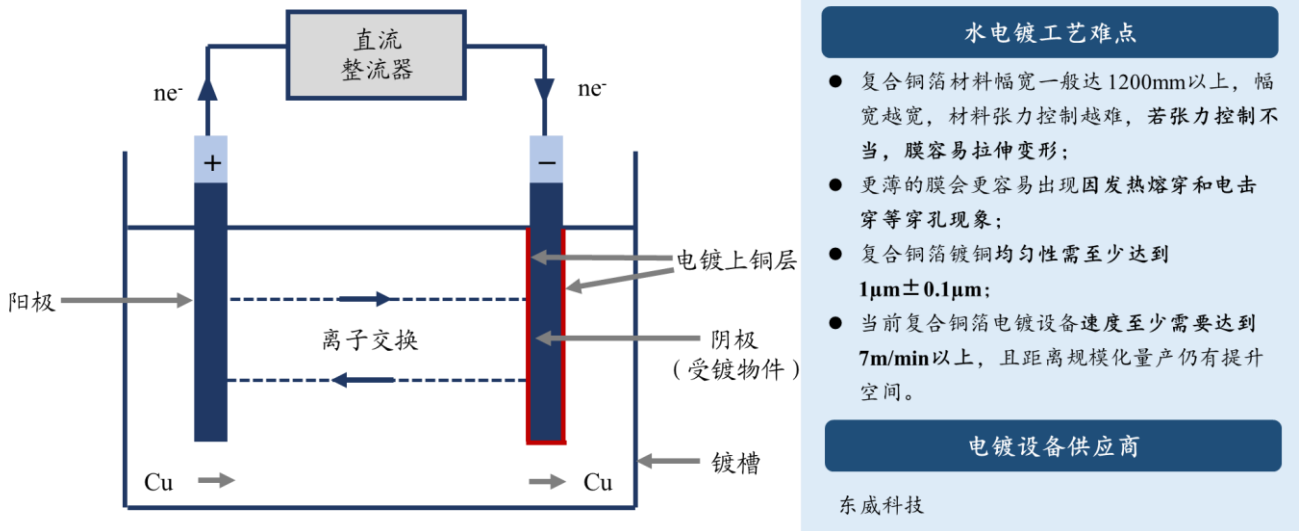 直流
整流器
ne-
ne-
+
−
电镀上铜层
阳极
离子交换
阴极
（受镀物件）
镀槽
Cu
Cu
水电镀工艺难点
● 复合铜箔材料幅宽一般达 1200mm以上，幅
宽越宽，材料张力控制越难，若张力控制不
当，膜容易拉伸变形；
● 更薄的膜会更容易出现因发热熔穿和电击
穿等穿孔现象；
● 复合铜箔镀铜均匀性需至少达到
1μm±0.1μm；
● 当前复合铜箔电镀设备速度至少需要达到
7m/min以上，且距离规模化量产仍有提升
空间。
电镀设备供应商
东威科技